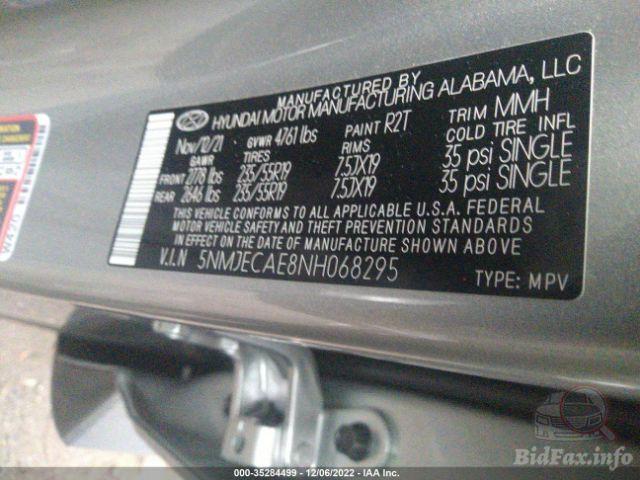 MANUFACTURED BY
HYUNDAI MOTOR MANUFACTURING ALABAMA, LLC
Nov/10/21 GVWR 4761 lbs PAINT R2T TRIM MMH
GAWR TIRES RIMS COLD TIRE INFL
FRONT 2778 lbs 235/55R19 7.5JX19 35 psi SINGLE
REAR 2646 lbs 235/55R19 7.5JX19 35 psi SINGLE
THIS VEHICLE CONFORMS TO ALL APPLICABLE U.S.A. FEDERAL
MOTOR VEHICLE SAFETY AND THEFT PREVENTION STANDARDS
IN EFFECT ON THE DATE OF MANUFACTURE SHOWN ABOVE.
V.I.N 5NMJECAE8NH068295
TYPE: MPV
WA220
BidFax.info
000-35284499 - 12/06/2022 - IAA Inc.